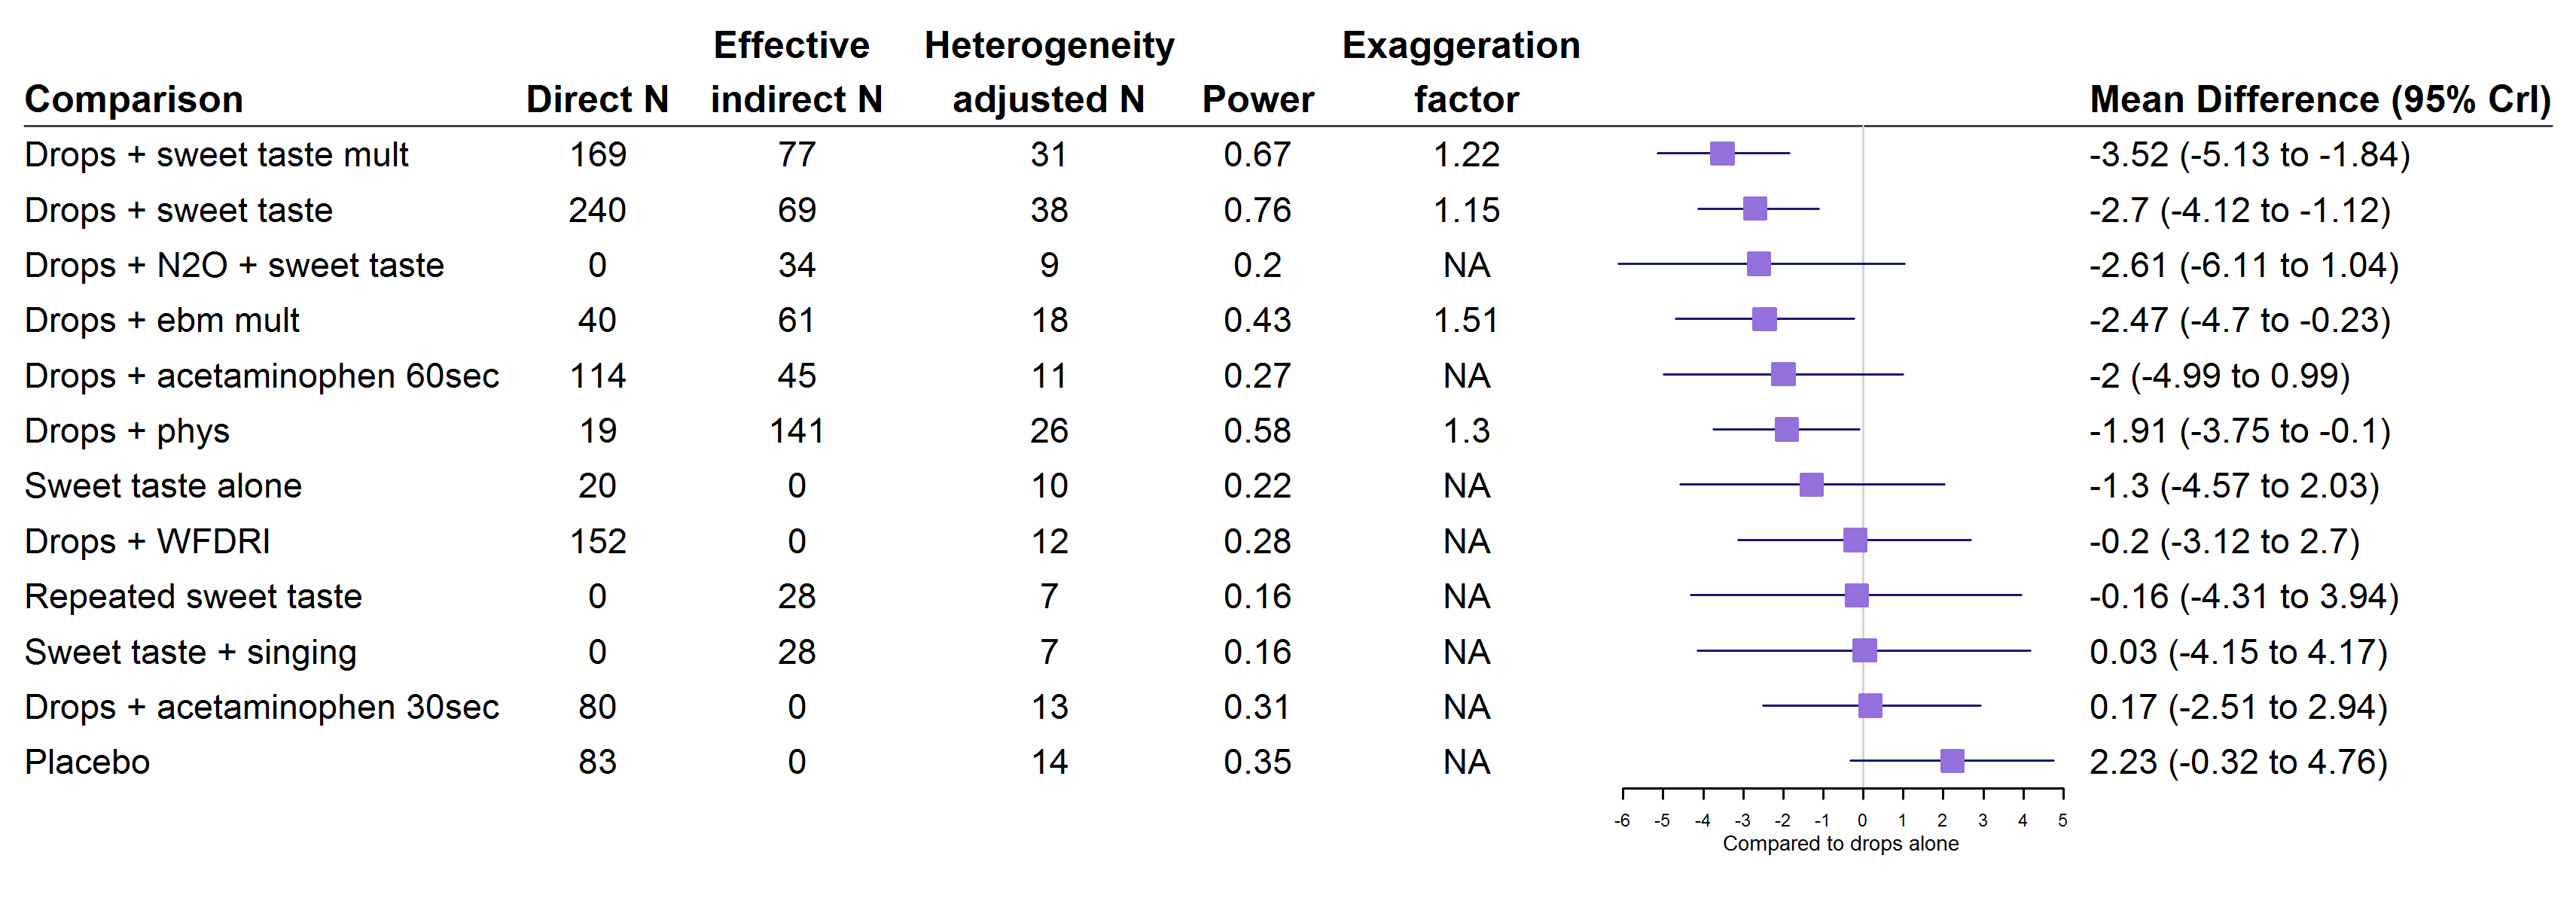 Effective Heterogeneity Exaggeration
Comparison Direct N indirect N adjusted N Power factor Mean Difference (95% CrI)
Drops + sweet taste mult 169 77 31 0.67 1.22 -3.52 (-5.13 to -1.84)
Drops + sweet taste 240 69 38 0.76 1.15 -2.7 (-4.12 to -1.12)
Drops + N2O + sweet taste 0 34 9 0.2 NA -2.61 (-6.11 to 1.04)
Drops + ebm mult 40 61 18 0.43 1.51 -2.47 (-4.7 to -0.23)
Drops + acetaminophen 60sec 114 45 11 0.27 NA -2 (-4.99 to 0.99)
Drops + phys 19 141 26 0.58 1.3 -1.91 (-3.75 to -0.1)
Sweet taste alone 20 0 10 0.22 NA -1.3 (-4.57 to 2.03)
Drops + WFDRI 152 0 12 0.28 NA -0.2 (-3.12 to 2.7)
Repeated sweet taste 0 28 7 0.16 NA -0.16 (-4.31 to 3.94)
Sweet taste + singing 0 28 7 0.16 NA 0.03 (-4.15 to 4.17)
Drops + acetaminophen 30sec 80 0 13 0.31 NA 0.17 (-2.51 to 2.94)
Placebo 83 0 14 0.35 NA 2.23 (-0.32 to 4.76)
-6 -5 -4 -3 -2 -1 0 1 2 3 4 5
Compared to drops alone